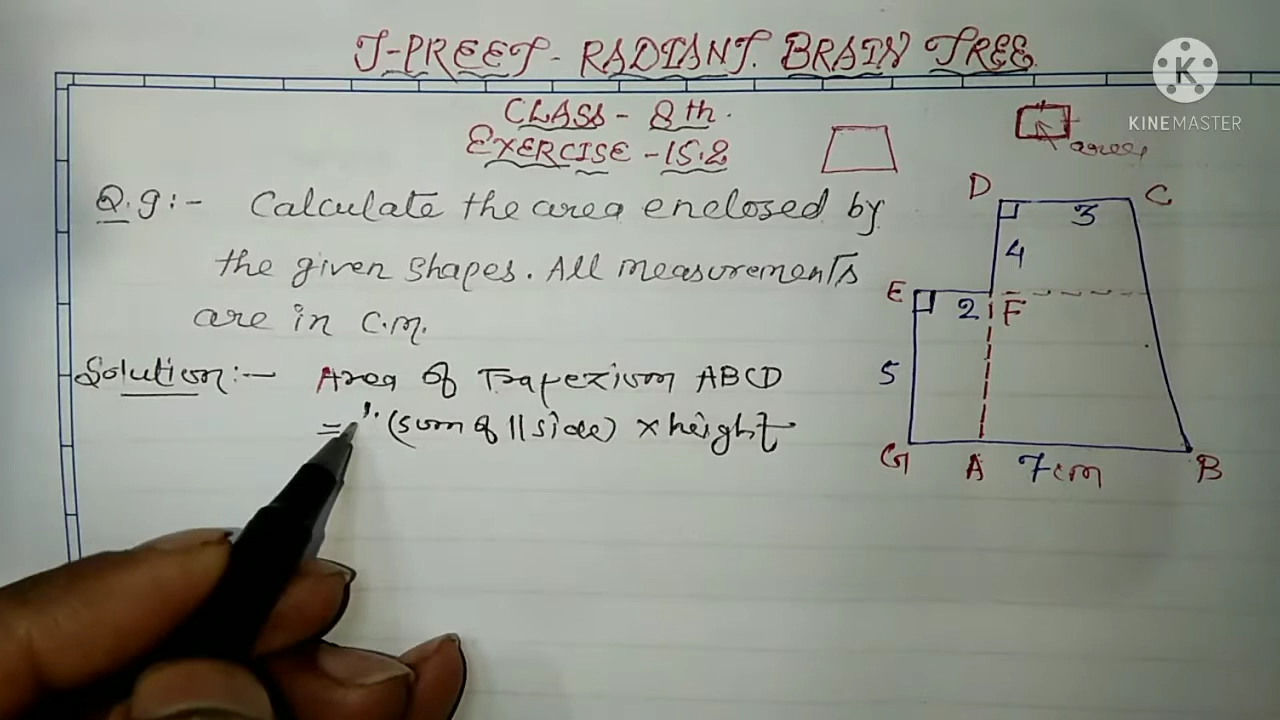 J-PREET- RADIANT. BRAIN TREE
K
KINEMASTER
CLASS - 8th.
EXERCISE -15.2
area
Q.9:- Calculate the area enclosed by
the given shapes. All measurements
are in C.M.
Solution:- Area of Trapezium ABCD
= (sum of || side) × height
D
C
3
4
E
2
F
5
G
A
7cm
B